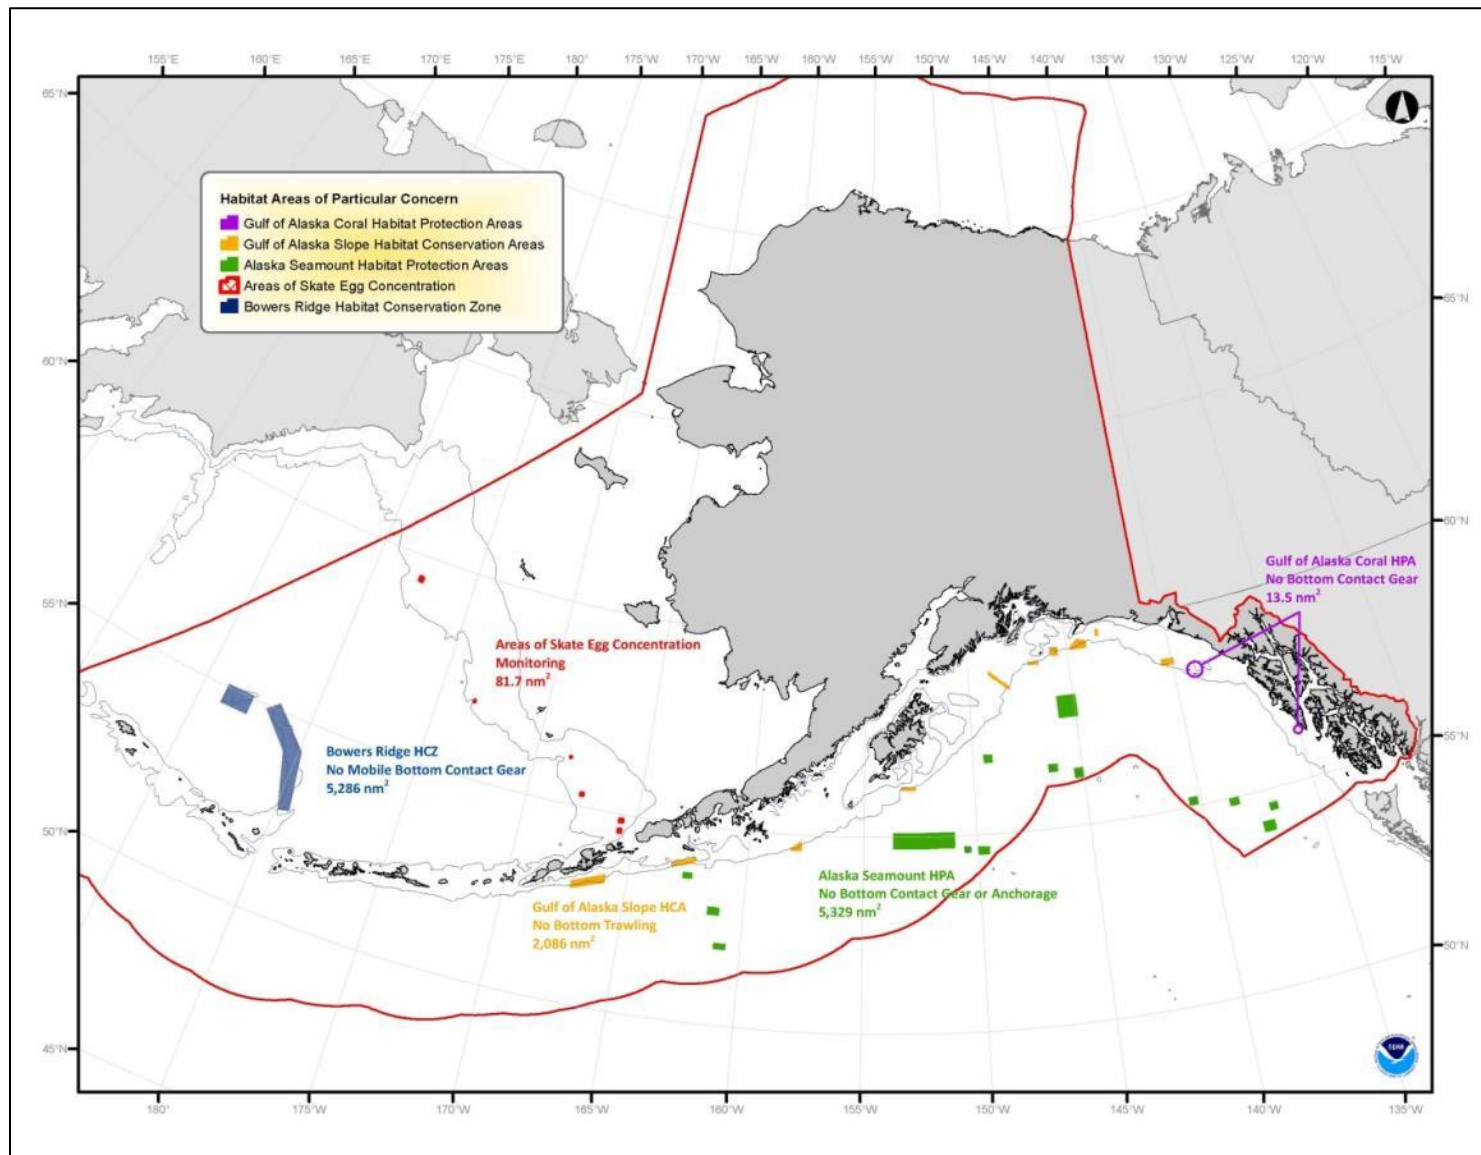 155°E 160°E 165°E 170°E 175°E 180° 175°W 170°W 165°W 160°W 155°W 150°W 145°W 140°W 135°W 130°W 125°W 120°W 115°W
65°N
Habitat Areas of Particular Concern
Gulf of Alaska Coral Habitat Protection Areas
Gulf of Alaska Slope Habitat Conservation Areas
Alaska Seamount Habitat Protection Areas
Areas of Skate Egg Concentration
Bowers Ridge Habitat Conservation Zone
65°N
60°N
60°N
Gulf of Alaska Coral HPA
No Bottom Contact Gear
13.5 nm²
55°N
Areas of Skate Egg Concentration
Monitoring
81.7 nm²
55°N
Bowers Ridge HCZ
No Mobile Bottom Contact Gear
5,286 nm²
50°N
Alaska Seamount HPA
No Bottom Contact Gear or Anchorage
5,329 nm²
Gulf of Alaska Slope HCA
No Bottom Trawling
2,086 nm²
50°N
45°N
180° 175°W 170°W 165°W 160°W 155°W 150°W 145°W 140°W 135°W